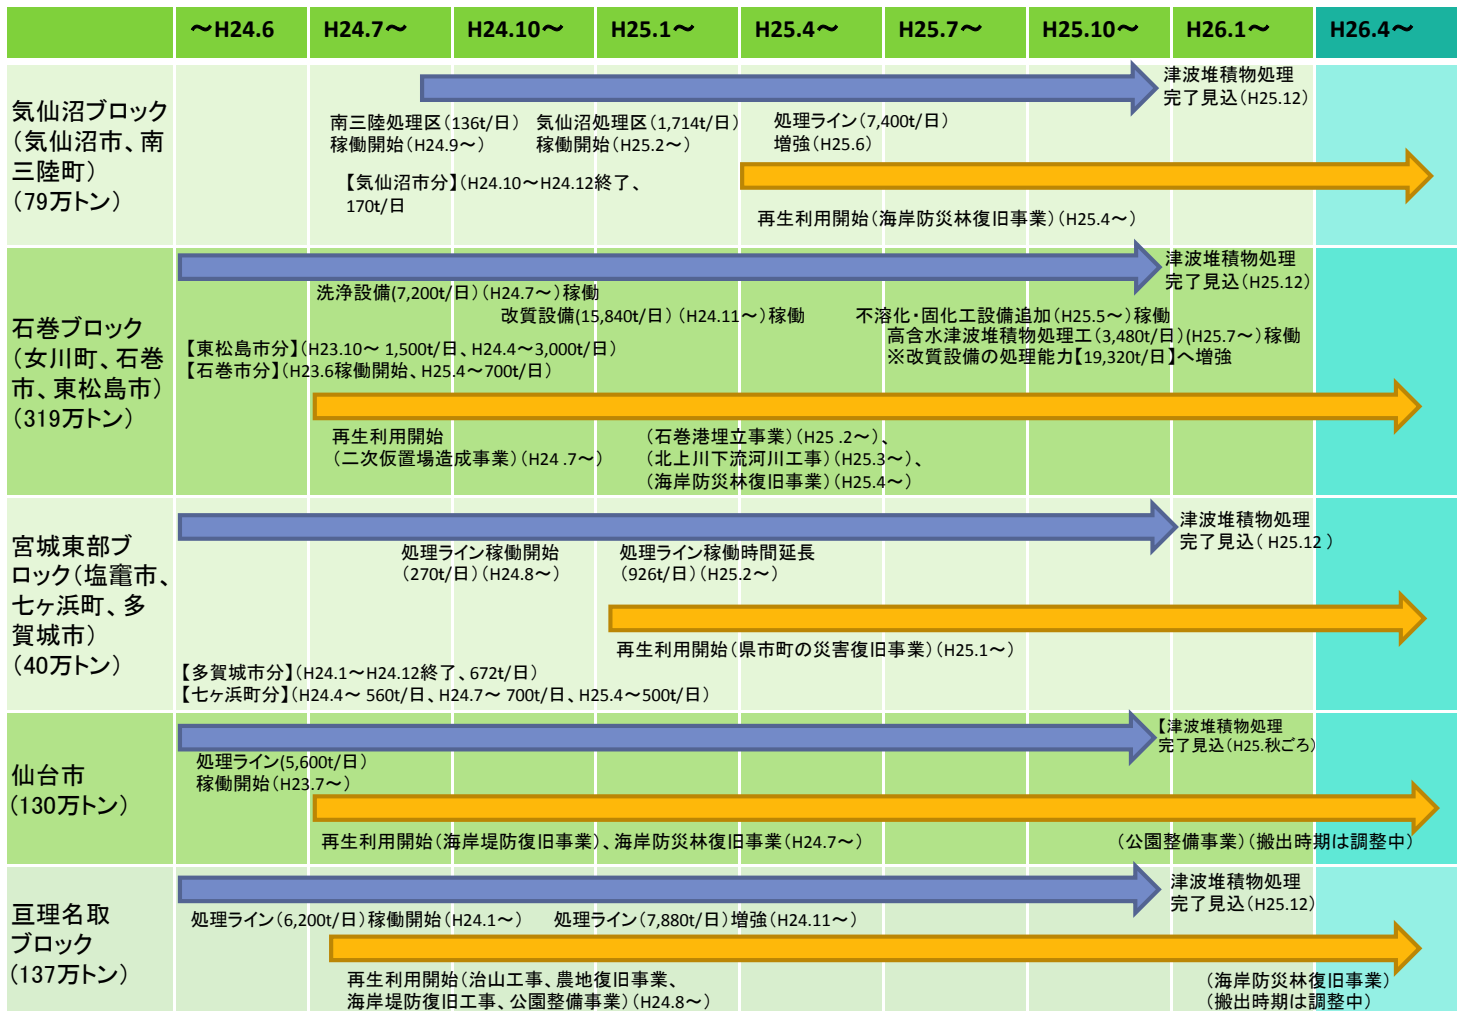 ～H24.6
H24.7～
H24.10～
H25.1～
H25.4～
H25.7～
H25.10～
H26.1～
H26.4～
気仙沼ブロック
（気仙沼市、南
三陸町）
（79万トン）
津波堆積物処理
完了見込（H25.12）
南三陸処理区（136t/日）
稼働開始（H24.9～）
気仙沼処理区（1,714t/日）
稼働開始（H25.2～）
処理ライン（7,400t/日）
増強（H25.6）
【気仙沼市分】（H24.10～H24.12終了、
170t/日
再生利用開始（海岸防災林復旧事業）（H25.4～）
石巻ブロック
（女川町、石巻
市、東松島市）
（319万トン）
津波堆積物処理
完了見込（H25.12）
洗浄設備(7,200t/日）（H24.7～）稼働
改質設備（15,840t/日）（H24.11～）稼働
不溶化・固化工設備追加（H25.5～）稼働
高含水津波堆積物処理工（3,480t/日）（H25.7～）稼働
※改質設備の処理能力【19,320t/日】へ増強
【東松島市分】（H23.10～ 1,500t/日、H24.4～3,000t/日）
【石巻市分】（H23.6稼働開始、H25.4～700t/日）
再生利用開始
（二次仮置場造成事業）（H24 .7～）
（石巻港埋立事業）（H25 .2～）、
（北上川下流河川工事）（H25.3～）、
（海岸防災林復旧事業）（H25.4～）
宮城東部ブ
ロック（塩竈市、
七ヶ浜町、多
賀城市）
（40万トン）
津波堆積物処理
完了見込（ H25.12 ）
処理ライン稼働開始
（270t/日）（H24.8～）
処理ライン稼働時間延長
（926t/日）（H25.2～）
再生利用開始（県市町の災害復旧事業）（H25.1～）
【多賀城市分】（H24.1～H24.12終了、672t/日）
【七ヶ浜町分】（H24.4～ 560t/日、H24.7～ 700t/日、H25.4～500t/日）
仙台市
（130万トン）
【津波堆積物処理
完了見込（H25.秋ごろ）
処理ライン(5,600t/日）
稼働開始（H23.7～）
再生利用開始（海岸堤防復旧事業）、海岸防災林復旧事業（H24.7～）
（公園整備事業）（搬出時期は調整中）
亘理名取
ブロック
（137万トン）
津波堆積物処理
完了見込（H25.12）
処理ライン（6,200t/日）稼働開始（H24.1～）
処理ライン（7,880t/日）増強（H24.11～）
再生利用開始（治山工事、農地復旧事業、
海岸堤防復旧工事、公園整備事業）（H24.8～）
（海岸防災林復旧事業）
（搬出時期は調整中）